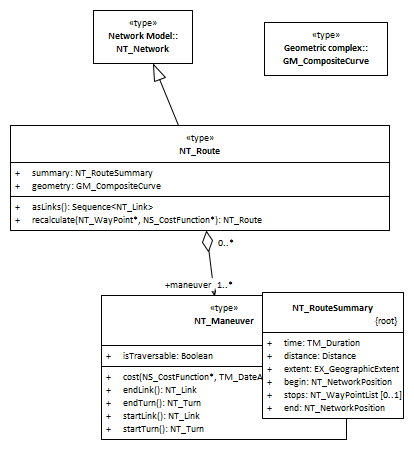 «type»
Network Model::
NT_Network
«type»
Geometric complex::
GM_CompositeCurve
«type»
NT_Route
+ summary: NT_RouteSummary
+ geometry: GM_CompositeCurve
+ asLinks(): Sequence<NT_Link>
+ recalculate(NT_WayPoint*, NS_CostFunction*): NT_Route
0..*
+maneuver 1..*
«type»
NT_Maneuver
+ isTraversable: Boolean
+ cost(NS_CostFunction*, TM_DateA
+ endLink(): NT_Link
+ endTurn(): NT_Turn
+ startLink(): NT_Link
+ startTurn(): NT_Turn
NT_RouteSummary
{root}
+ time: TM_Duration
+ distance: Distance
+ extent: EX_GeographicExtent
+ begin: NT_NetworkPosition
+ stops: NT_WayPointList [0..1]
+ end: NT_NetworkPosition